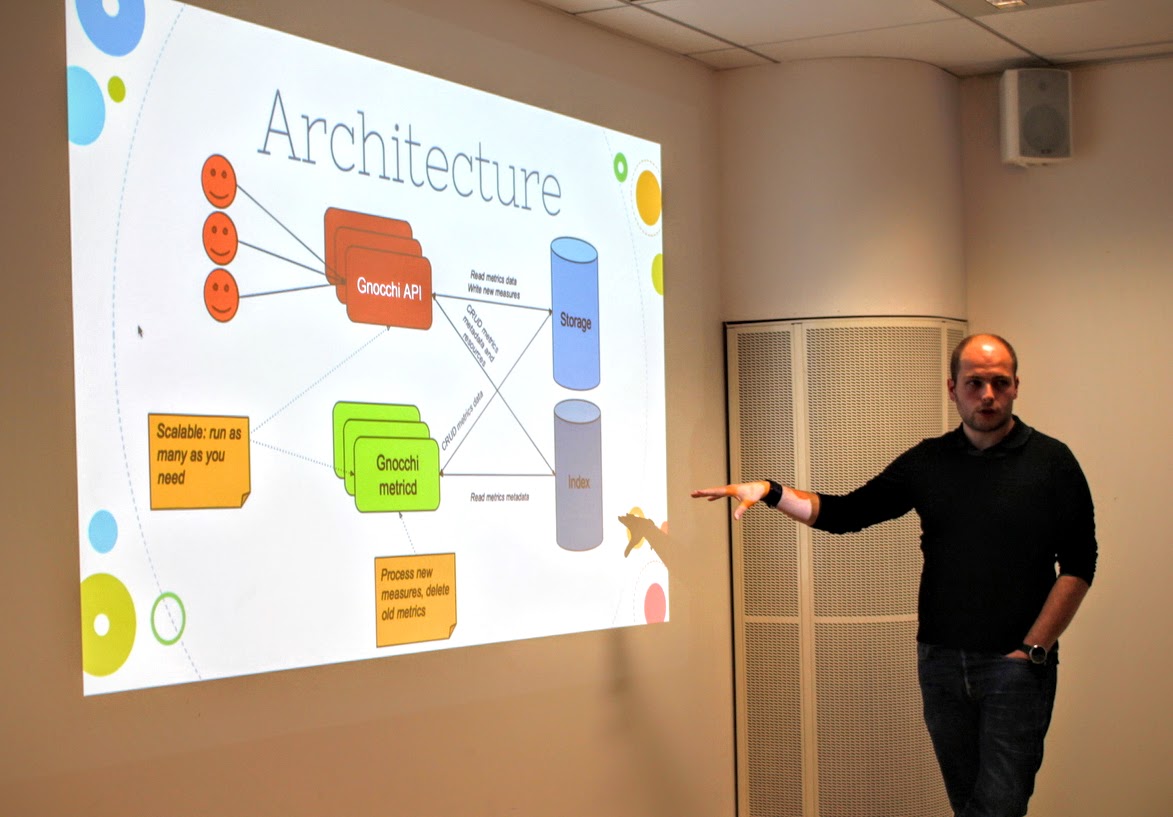 Architecture
Gnocchi API
Read metrics data
Write new measures
CRUD metrics
metadata and
resources
Storage
Scalable: run as
many as you
need
Gnocchi
metricd
CRUD metrics data
Index
Read metrics metadata
Process new
measures, delete
old metrics